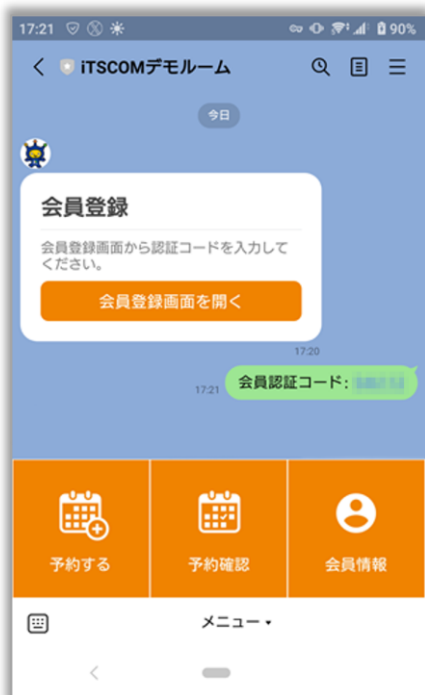 17:21
90%
iTSCOMデモルーム
今日
会員登録
会員登録画面から認証コードを入力して
ください。
会員登録画面を開く
17:20
17:21
会員認証コード:
予約する
予約確認
会員情報
メニュー